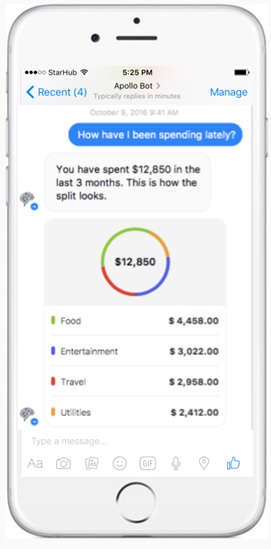 StarHub
5:25 PM
Recent (4)
Apollo Bot >
Typically replies in minutes
Manage
October 9, 2016 9:41 AM
How have I been spending lately?
You have spent $12,850 in the
last 3 months. This is how the
split looks.
$12,850
Food $ 4,458.00
Entertainment $ 3,022.00
Travel $ 2,958.00
Utilities $ 2,412.00
Type a message...
Aa
GIF